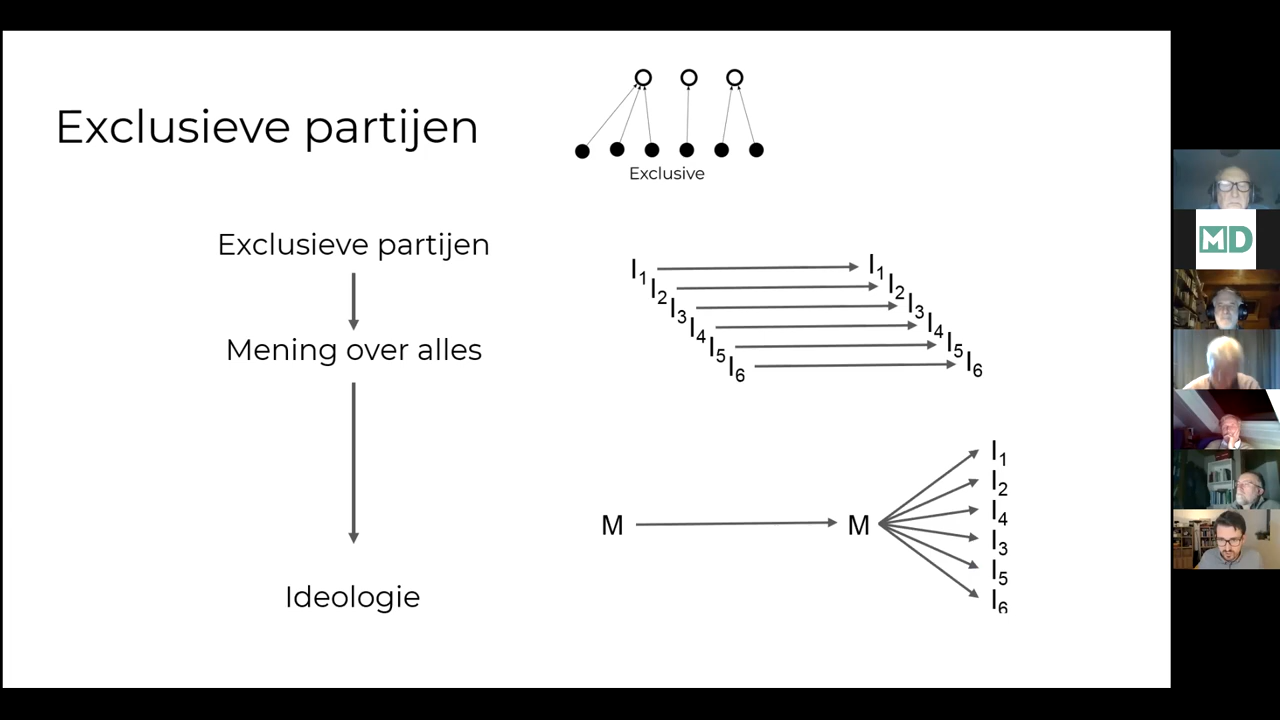 Exclusieve partijen
Exclusive
Exclusieve partijen
Mening over alles
Ideologie
I1 I1
I2 I2
I3 I3
I4 I4
I5 I5
I6 I6
M M
I1
I2
I4
I3
I5
I6
MD